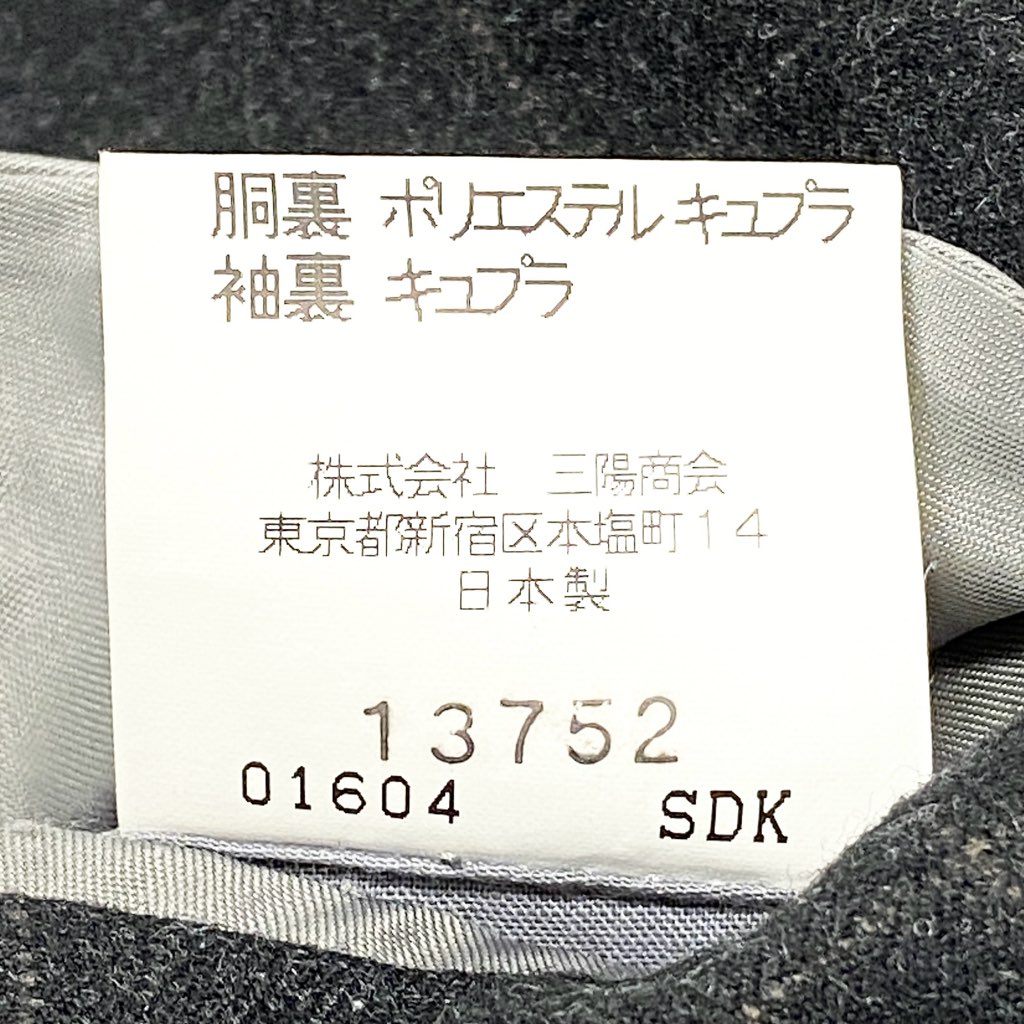 胴裏 ポリエステル キュプラ
袖裏 キュプラ
株式会社 三陽商会
東京都新宿区本塩町14
日本製
13752
01604 SDK